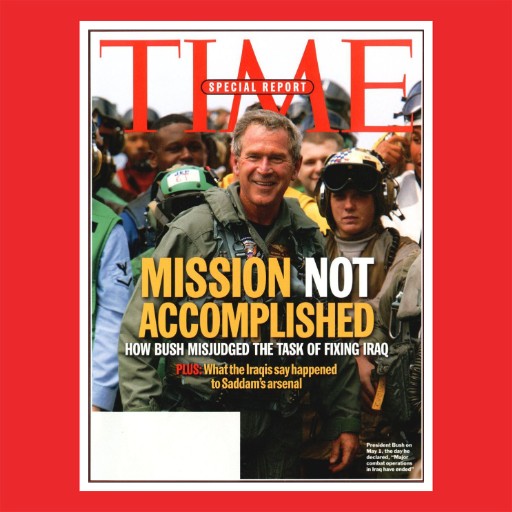 TIME
SPECIAL REPORT
MISSION NOT
ACCOMPLISHED
HOW BUSH MISJUDGED THE TASK OF FIXING IRAQ
PLUS: What the Iraqis say happened
to Saddam's arsenal
President Bush on
May 1, the day he
declared, "Major
combat operations
in Iraq have ended"